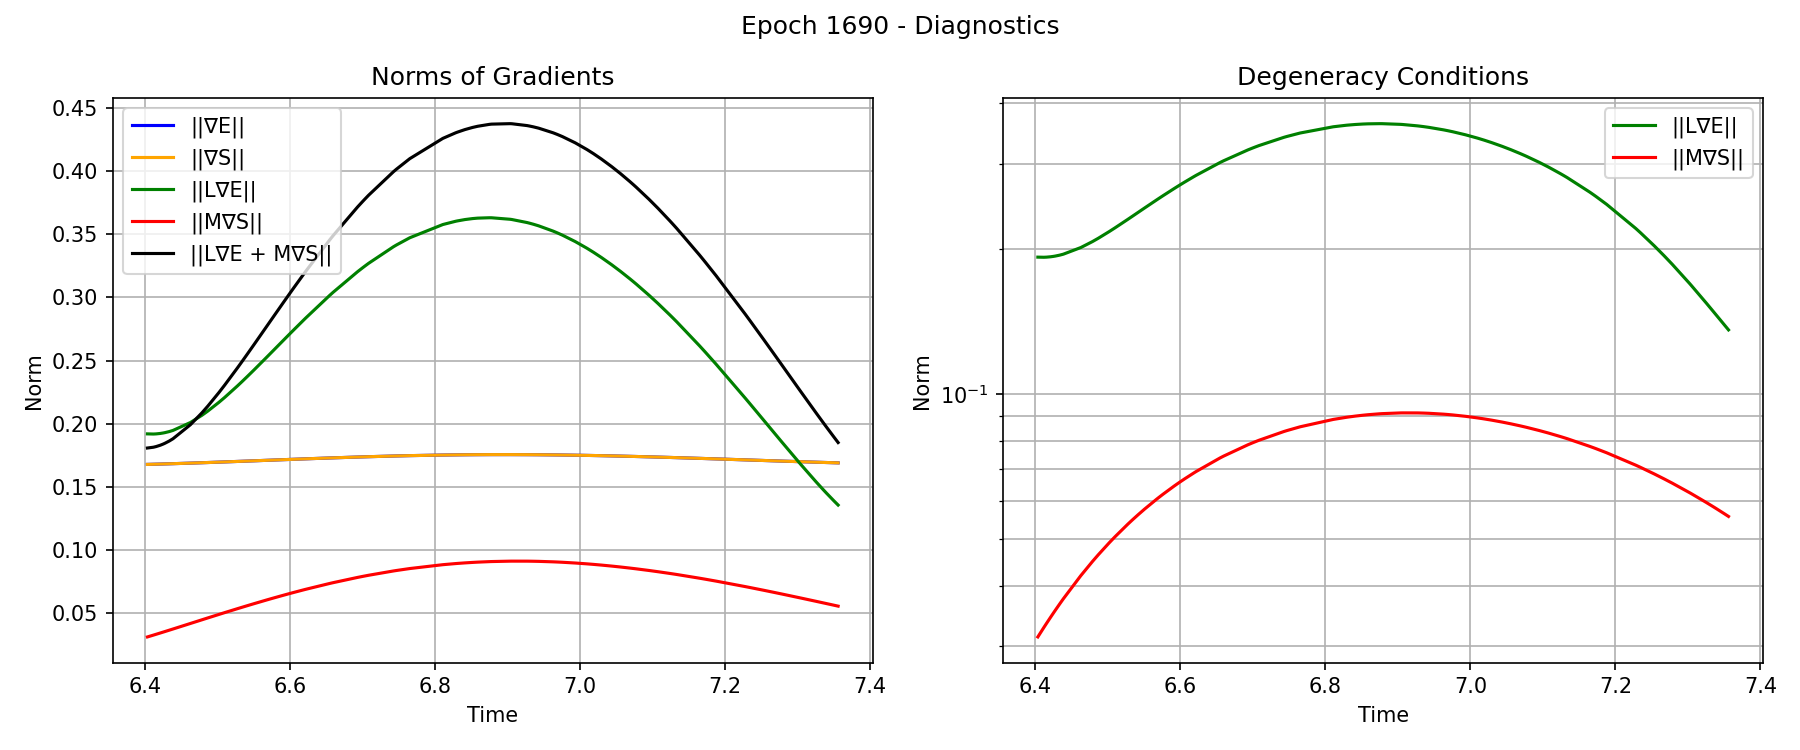 Epoch 1690 - Diagnostics
Norms of Gradients
Norm
0.45
0.40
0.35
0.30
0.25
0.20
0.15
0.10
0.05
||∇E||
||∇S||
||L∇E||
||M∇S||
||L∇E + M∇S||
6.4 6.6 6.8 7.0 7.2 7.4
Time
Degeneracy Conditions
Norm
10⁻¹
||L∇E||
||M∇S||
6.4 6.6 6.8 7.0 7.2 7.4
Time